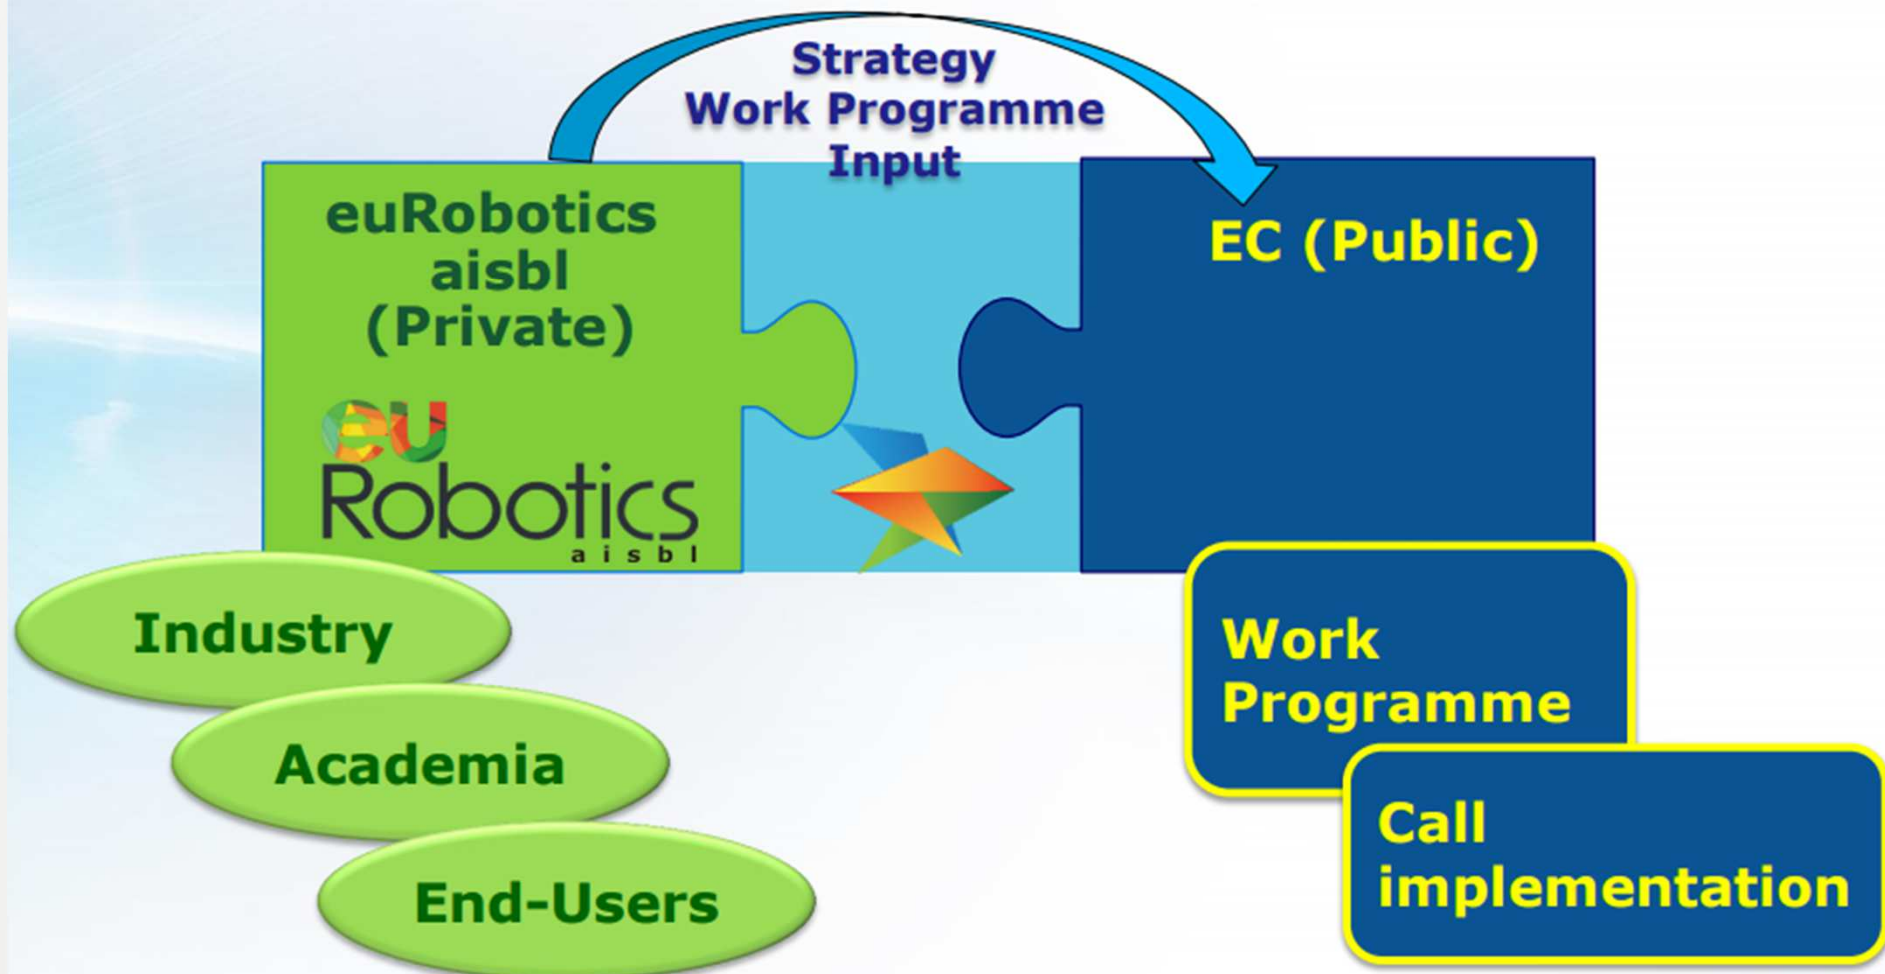 Strategy
Work Programme
Input
euRobotics
aisbl
(Private)
eu
Robotics
aisbl
EC (Public)
Industry
Academia
End-Users
Work
Programme
Call
implementation